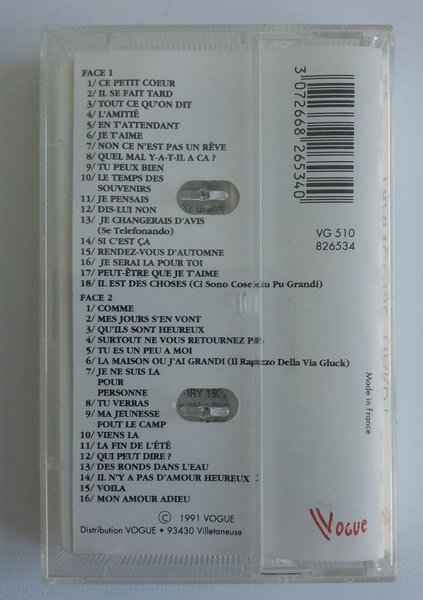 FACE 1
1/ CE PETIT COEUR
2/ IL SE FAIT TARD
3/ TOUT CE QU'ON DIT
4/ L'AMITIÉ
5/ EN T'ATTENDANT
6/ JE T'AIME
7/ NON CE N'EST PAS UN RÊVE
8/ QUEL MAL Y-A-T-IL A CA ?
9/ TU PEUX BIEN
10/ LE TEMPS DES
SOUVENIRS
11/ JE PENSAIS
12/ DIS-LUI NON
13/ JE CHANGERAIS D'AVIS
(Se Telefonando)
14/ SI C'EST ÇA
15/ RENDEZ-VOUS D'AUTOMNE
16/ JE SERAI LA POUR TOI
17/ PEUT-ÊTRE QUE JE T'AIME
18/ IL EST DES CHOSES (Ci Sono Cose Piu Pu Grandi)
FACE 2
1/ COMME
2/ MES JOURS S'EN VONT
3/ QU'ILS SONT HEUREUX
4/ SURTOUT NE VOUS RETOURNEZ PAS
5/ TU ES UN PEU A MOI
6/ LA MAISON OU J'AI GRANDI (Il Ragazzo Della Via Gluck)
7/ JE NE SUIS LA
POUR
PERSONNE
8/ TU VERRAS
9/ MA JEUNESSE
FOUT LE CAMP
10/ VIENS LA
11/ LA FIN DE L'ÉTÉ
12/ QUI PEUT DIRE ?
13/ DES RONDS DANS L'EAU
14/ IL N'Y A PAS D'AMOUR HEUREUX
15/ VOILA
16/ MON AMOUR ADIEU
© 1991 VOGUE
Distribution VOGUE • 93430 Villetaneuse
3 072668 265340
VG 510
826534
Made in France
VOGUE